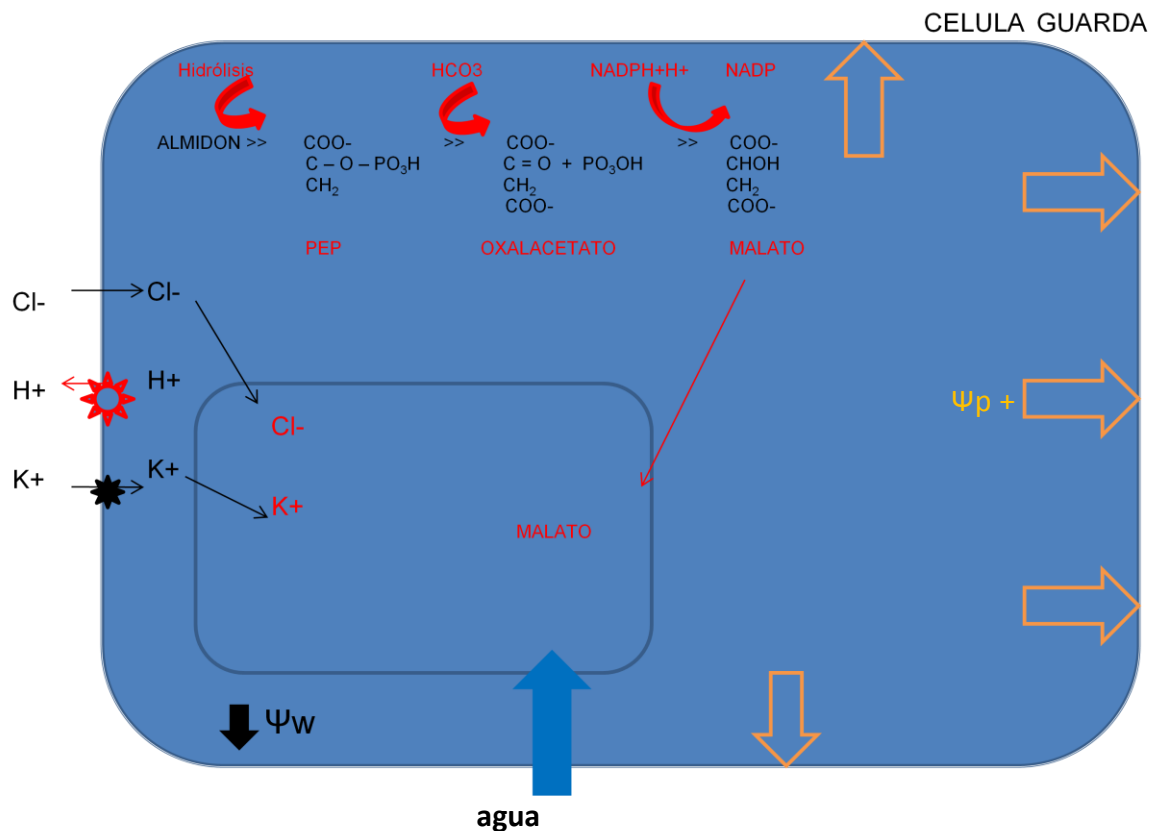 CELULA GUARDA
Hidrólisis HCO3 NADPH+H+ NADP
ALMIDON >> COO- >> COO- >> COO-
C – O – PO₃H C = O + PO₃OH CHOH
CH₂ CH₂ CH₂
COO- COO-
PEP OXALACETATO MALATO
Cl- Cl-
H+ H+
Ψp +
Cl-
K+ K+
K+
MALATO
Ψw
agua